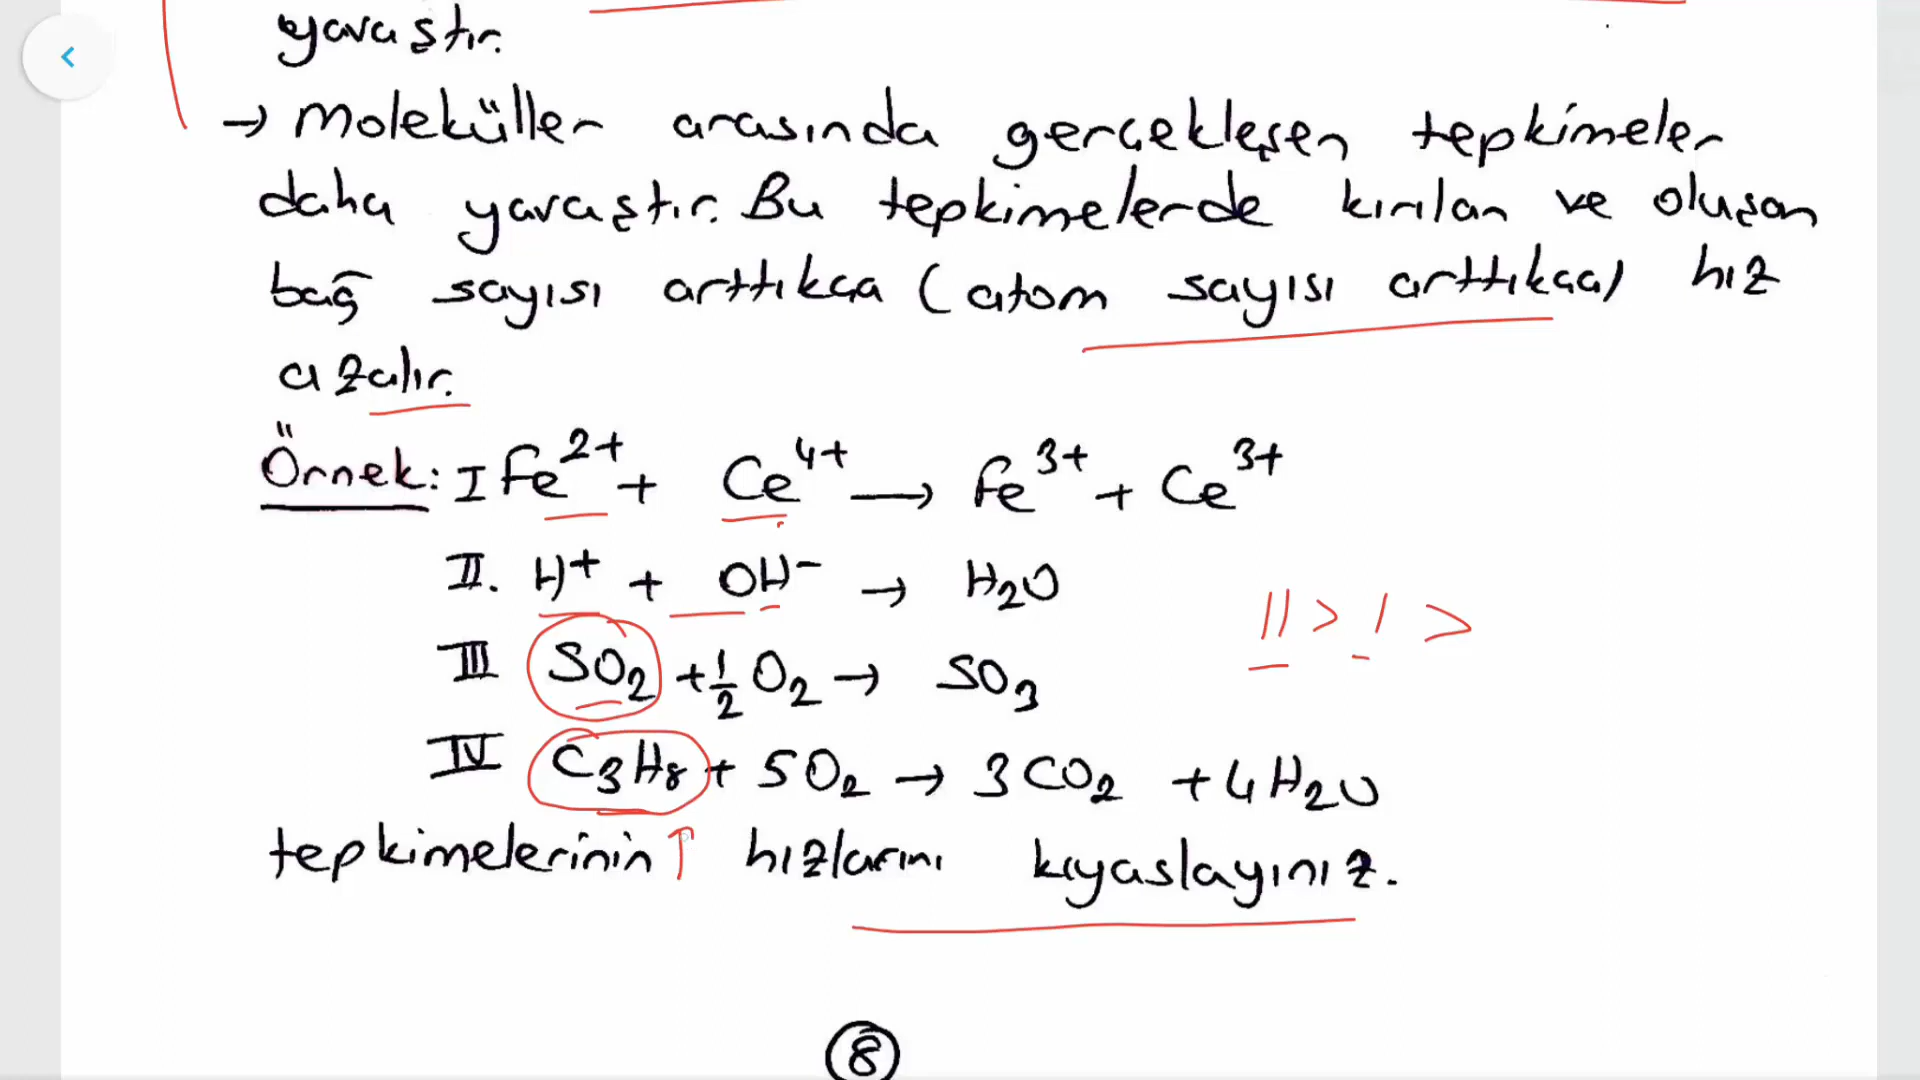 yavaştır.
→ Moleküller arasında gerçekleşen tepkimeler
daha yavaştır. Bu tepkimelerde kırılan ve oluşan
bağ sayısı arttıkça (atom sayısı arttıkça) hız
azalır.
Örnek: I Fe²⁺ + Ce⁴⁺ → Fe³⁺ + Ce³⁺
II. H⁺ + OH⁻ → H₂O
II > I >
III SO₂ + 1/2 O₂ → SO₃
IV C₃H₈ + 5O₂ → 3CO₂ + 4H₂O
tepkimelerinin hızlarını kıyaslayınız.
8